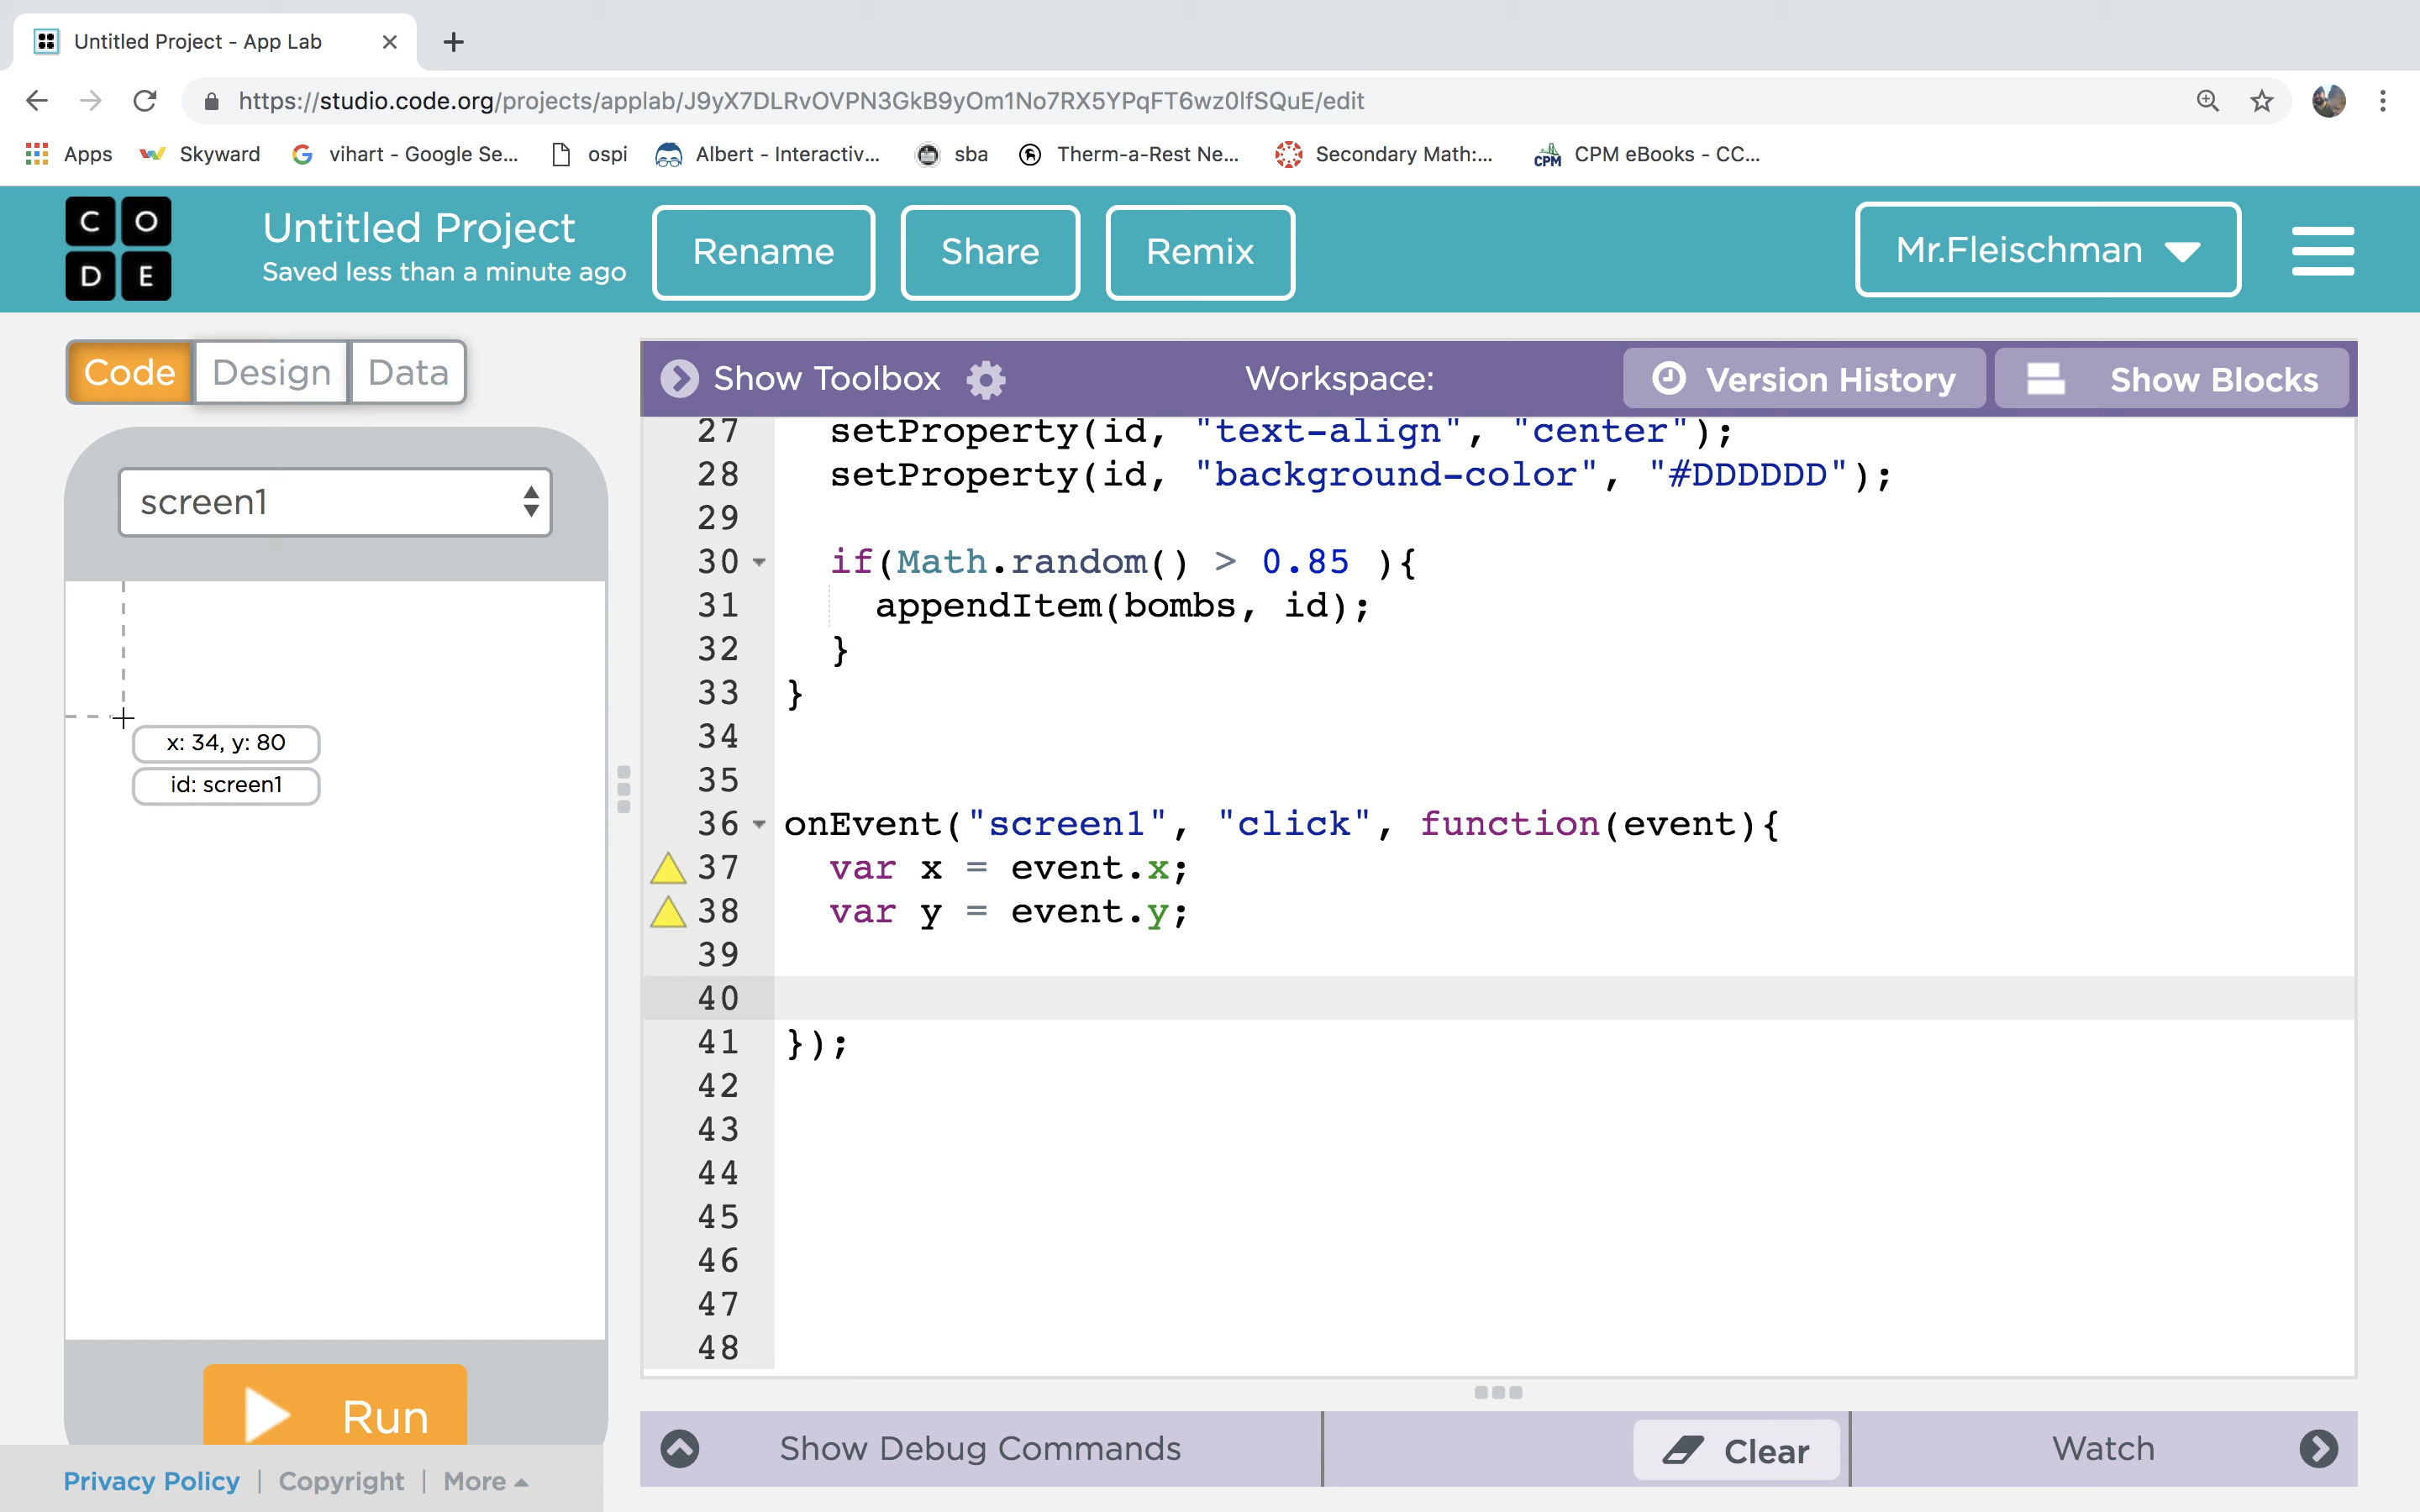 Untitled Project - App Lab
https://studio.code.org/projects/applab/J9yX7DLRvOVPN3GkB9yOm1No7RX5YPqFT6wz0lfSQuE/edit
Apps Skyward vihart - Google Se... ospi Albert - Interactiv... sba Therm-a-Rest Ne... Secondary Math:... CPM CPM eBooks - CC...
C O
D E
Untitled Project
Saved less than a minute ago
Rename Share Remix
Mr.Fleischman
Code Design Data
Show Toolbox Workspace: Version History Show Blocks
screen1
x: 34, y: 80
id: screen1
27 setProperty(id, "text-align", "center");
28 setProperty(id, "background-color", "#DDDDDD");
29
30 if(Math.random() > 0.85 ){
31 appendItem(bombs, id);
32 }
33 }
34
35
36 onEvent("screen1", "click", function(event){
37 var x = event.x;
38 var y = event.y;
39
40
41 });
42
43
44
45
46
47
48
Run
Show Debug Commands Clear Watch
Privacy Policy | Copyright | More